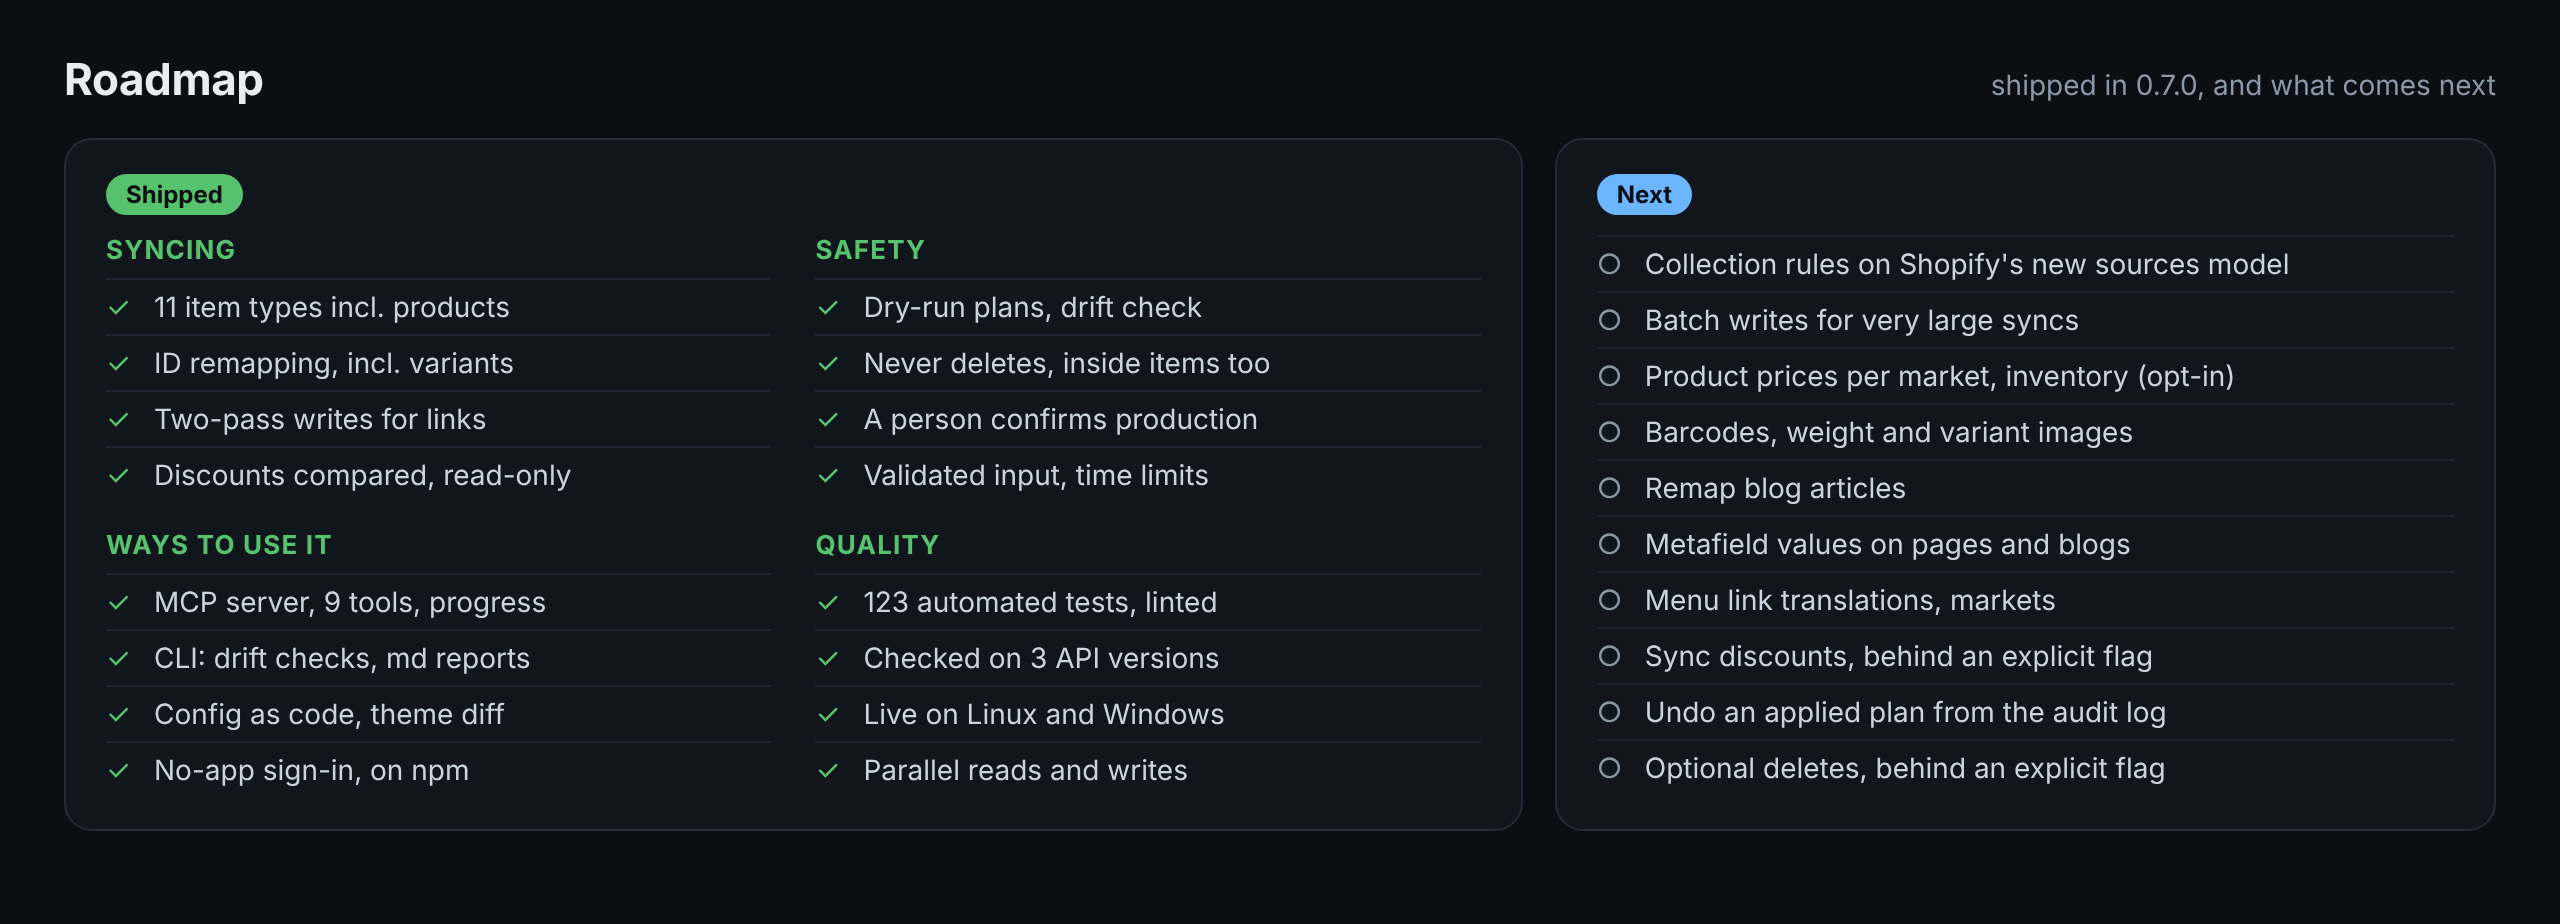 Roadmap
shipped in 0.7.0, and what comes next
Shipped
SYNCING
11 item types incl. products
ID remapping, incl. variants
Two-pass writes for links
Discounts compared, read-only
SAFETY
Dry-run plans, drift check
Never deletes, inside items too
A person confirms production
Validated input, time limits
WAYS TO USE IT
MCP server, 9 tools, progress
CLI: drift checks, md reports
Config as code, theme diff
No-app sign-in, on npm
QUALITY
123 automated tests, linted
Checked on 3 API versions
Live on Linux and Windows
Parallel reads and writes
Next
Collection rules on Shopify's new sources model
Batch writes for very large syncs
Product prices per market, inventory (opt-in)
Barcodes, weight and variant images
Remap blog articles
Metafield values on pages and blogs
Menu link translations, markets
Sync discounts, behind an explicit flag
Undo an applied plan from the audit log
Optional deletes, behind an explicit flag